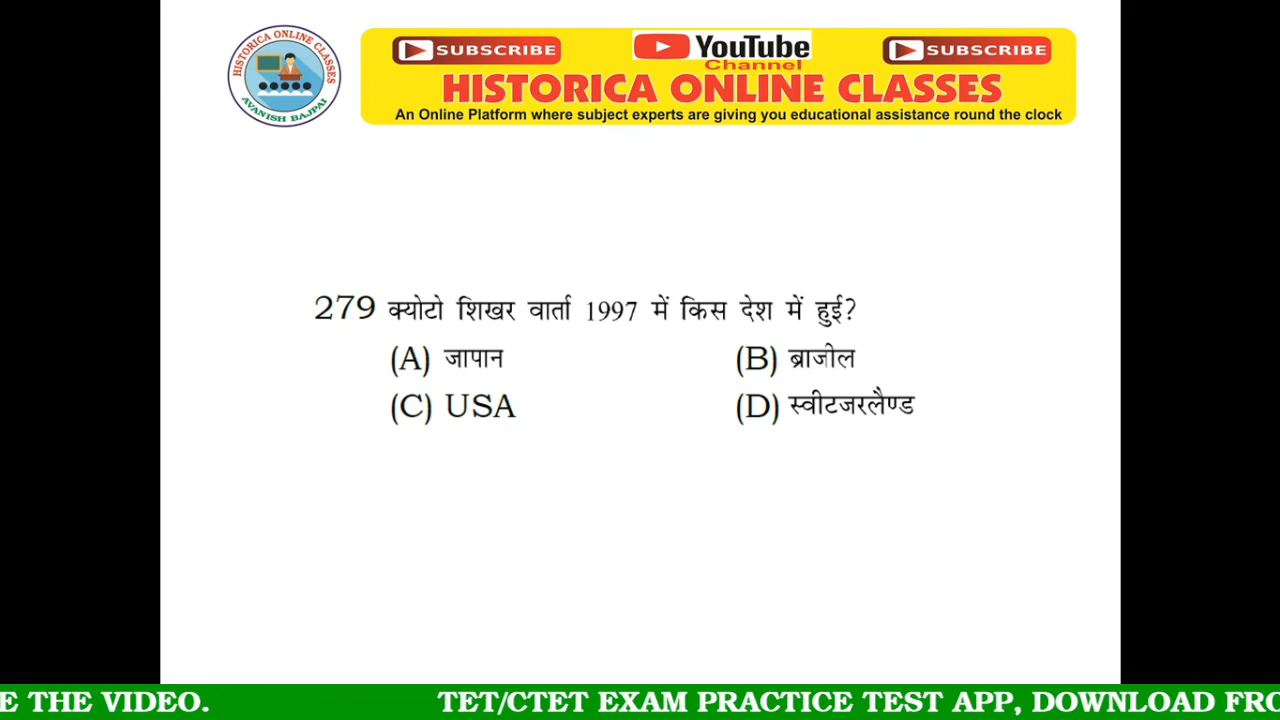 HISTORICA ONLINE CLASSES
AVANISH BAJPAI
SUBSCRIBE
YouTube
Channel
SUBSCRIBE
HISTORICA ONLINE CLASSES
An Online Platform where subject experts are giving you educational assistance round the clock
279 क्योटो शिखर वार्ता 1997 में किस देश में हुई?
(A) जापान (B) ब्राजील
(C) USA (D) स्वीटजरलैण्ड
E THE VIDEO. TET/CTET EXAM PRACTICE TEST APP, DOWNLOAD FRO